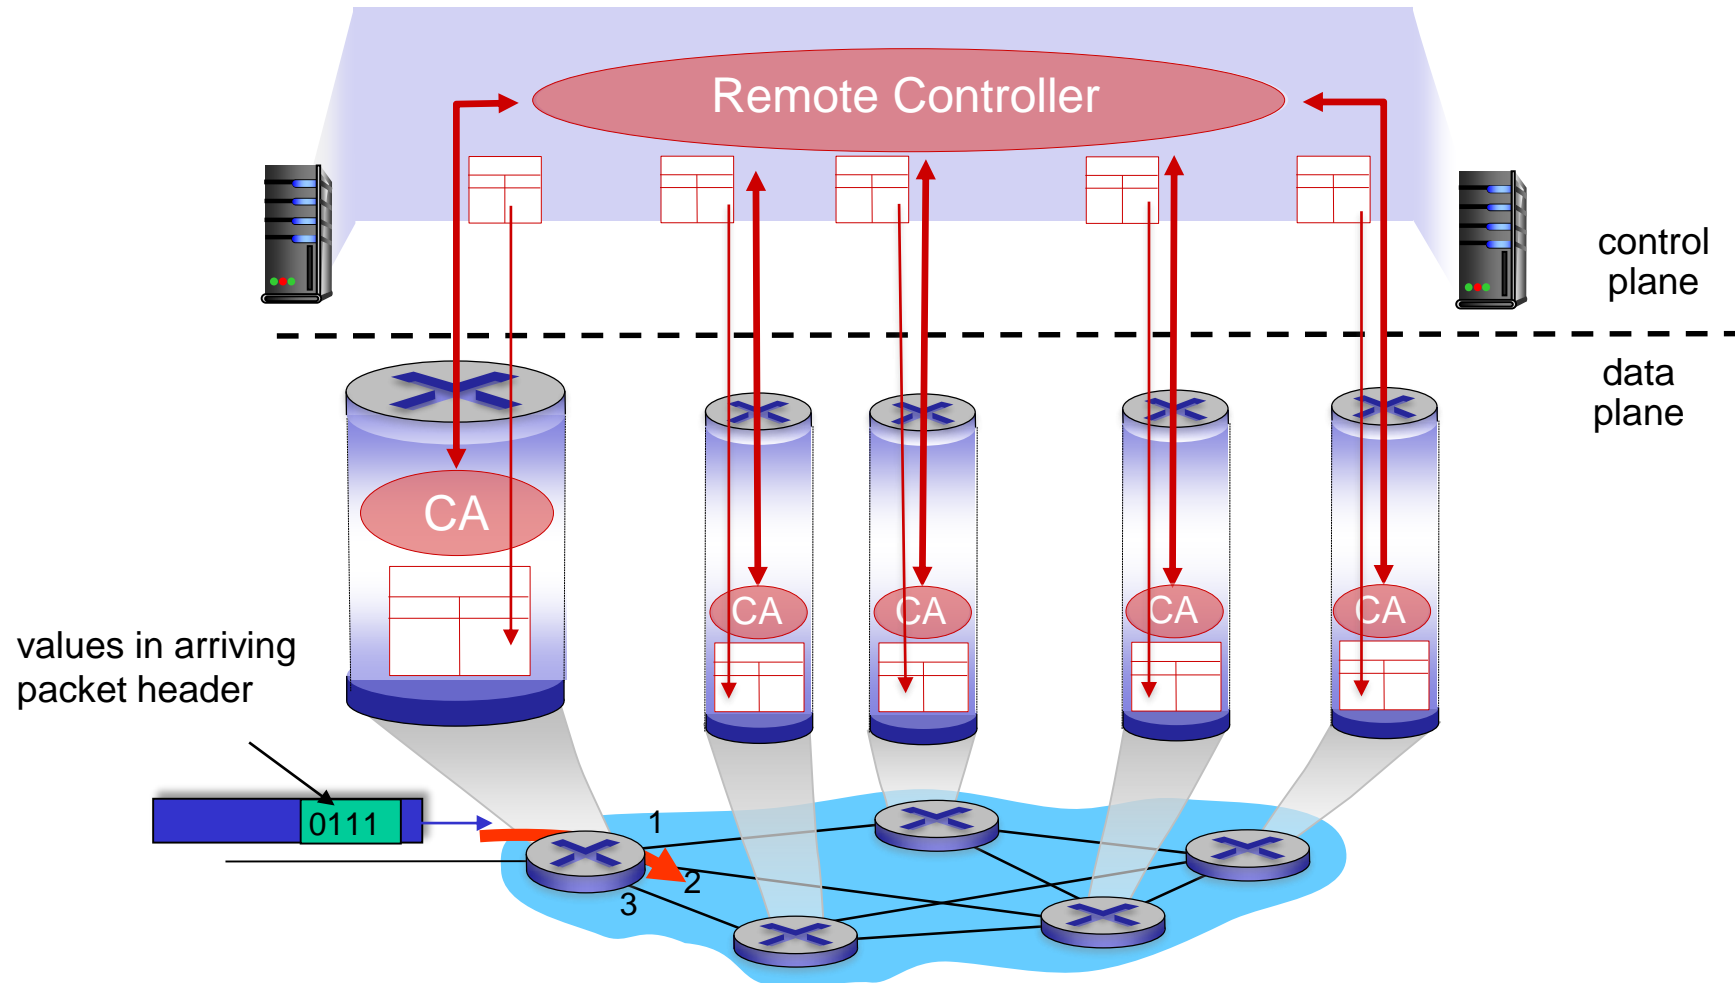 Remote Controller
control
plane
data
plane
CA
CA
CA
CA
CA
values in arriving
packet header
0111
1
2
3